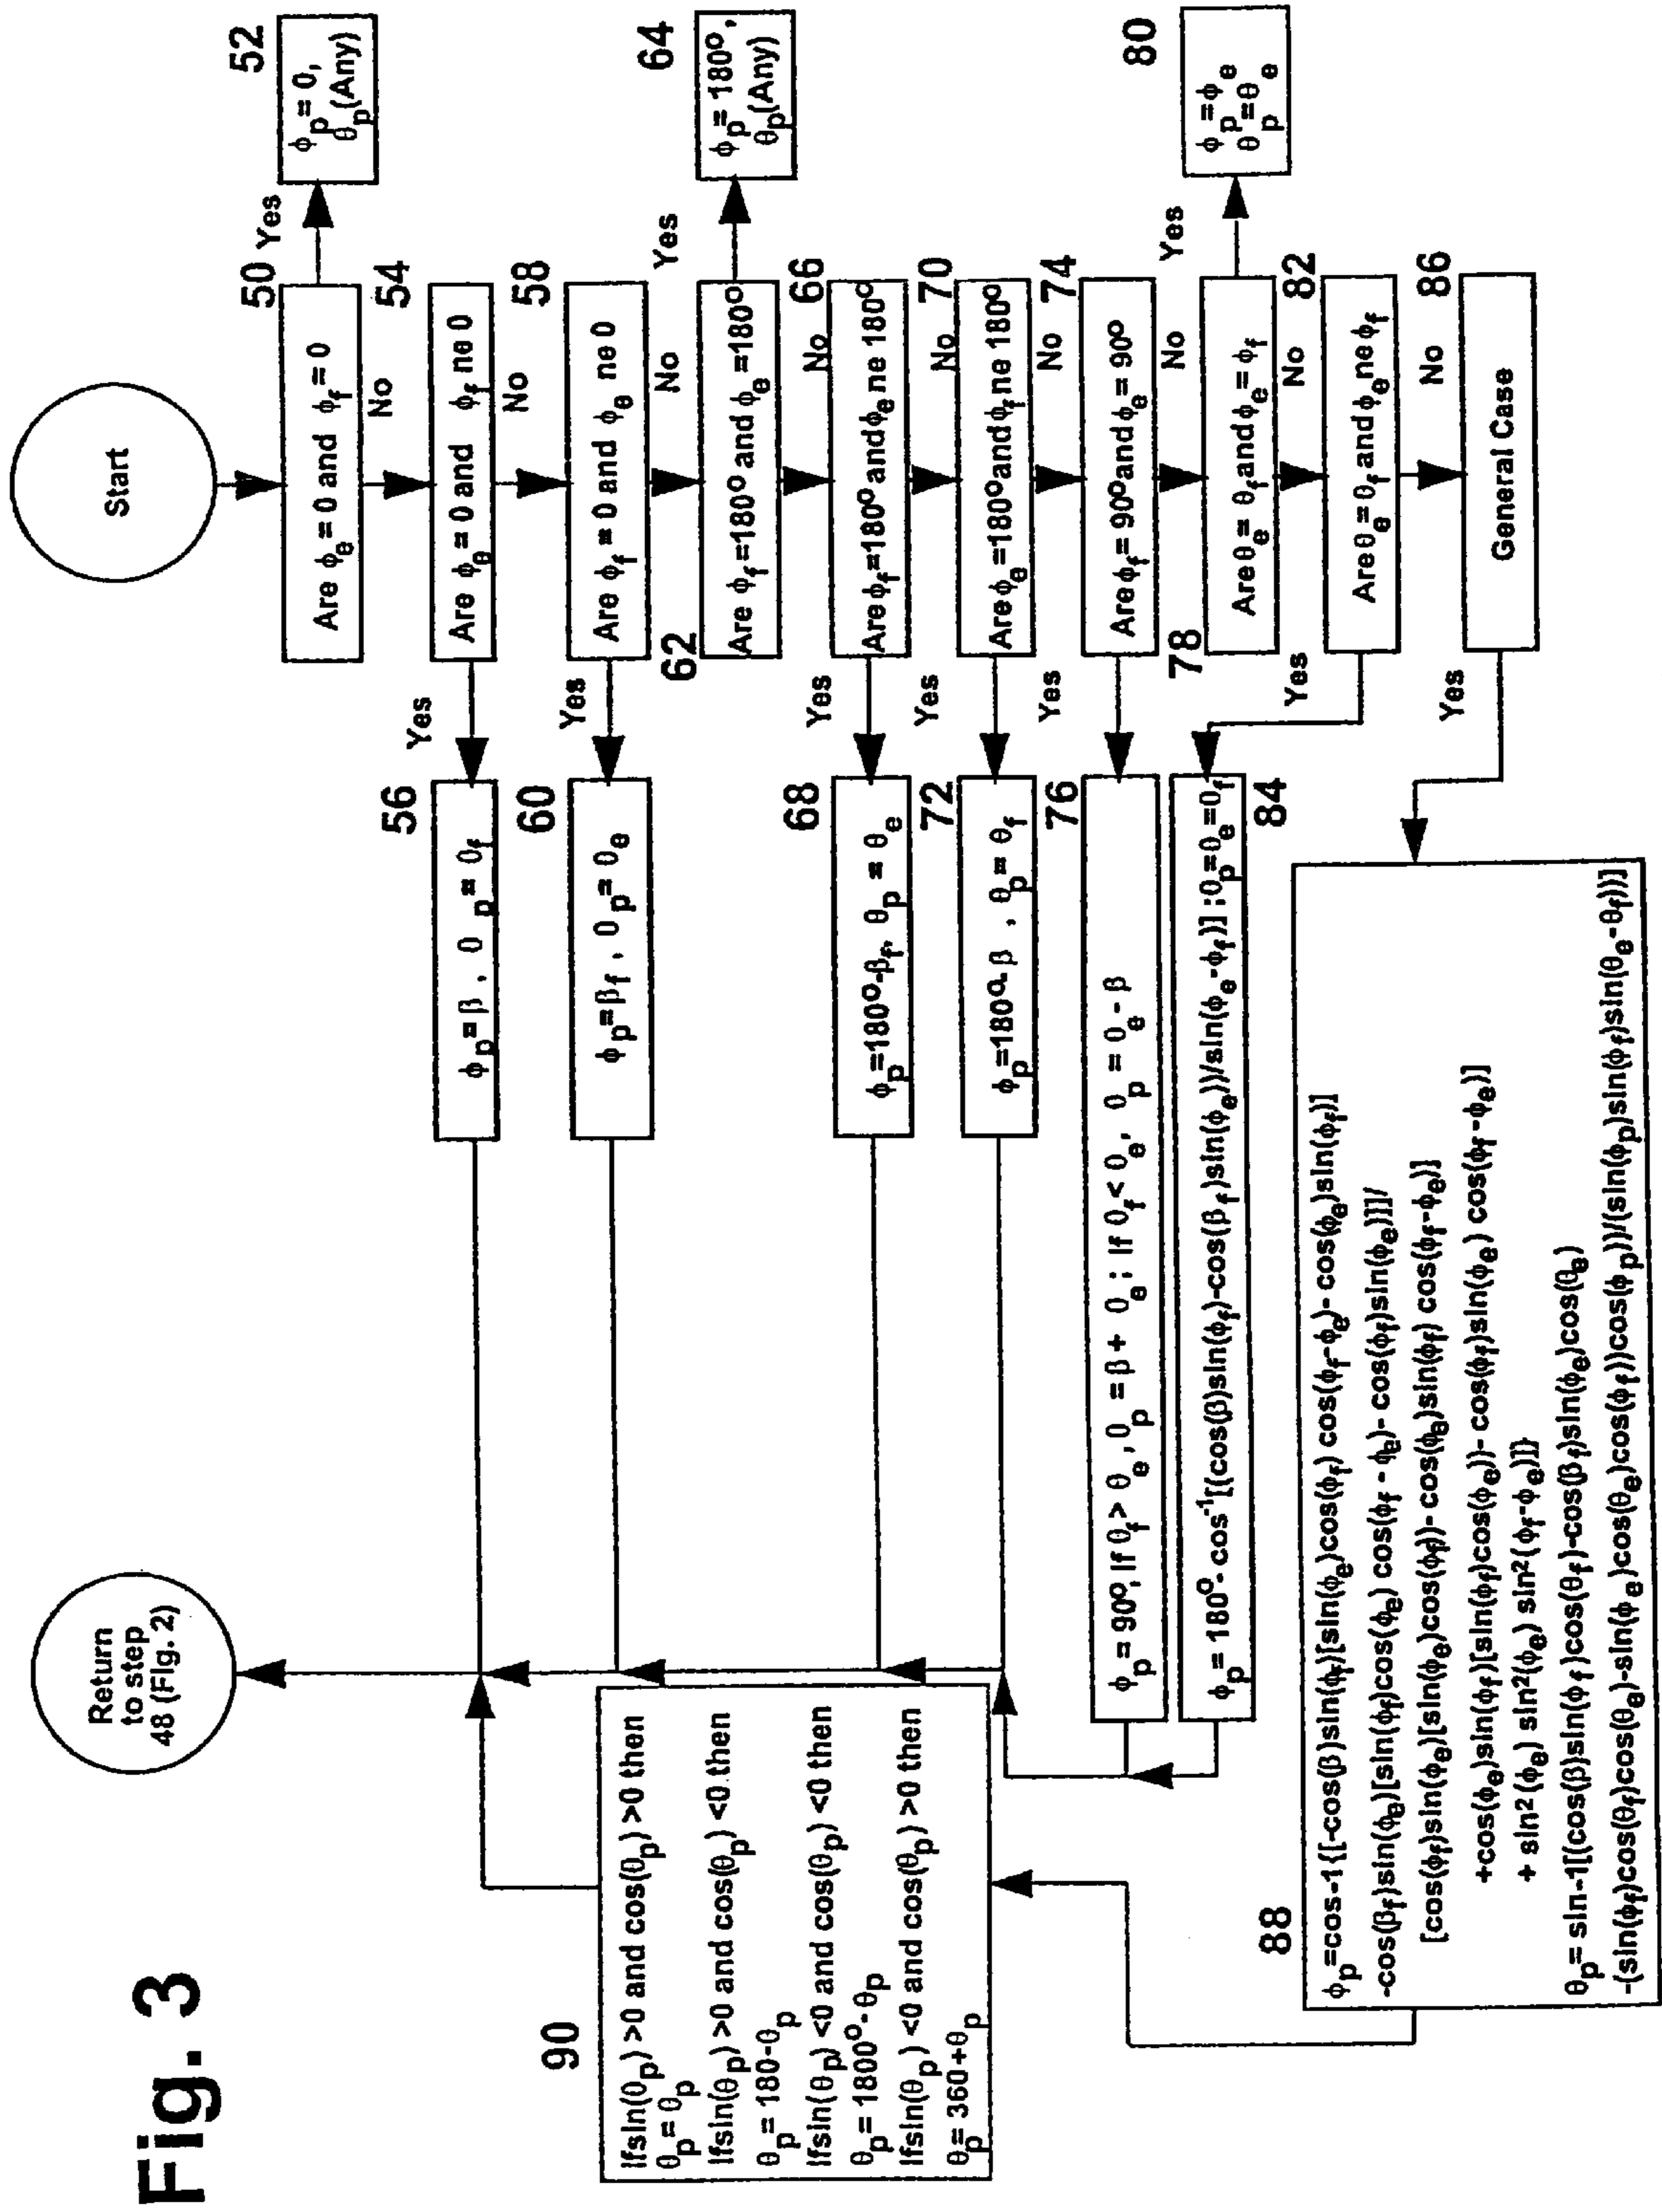 Fig. 3
Start
50
Are ϕe = 0 and ϕf = 0
Yes
52
ϕp = 0,
θp(Any)
No
54
Are ϕe = 0 and ϕf ne 0
Yes
56
ϕp = β , θp = θf
No
58
Are ϕf = 0 and ϕe ne 0
Yes
60
ϕp = βf , θp = θe
No
62
Are ϕf =180° and ϕe =180°
Yes
64
ϕp = 180°,
θp(Any)
No
66
Are ϕf =180° and ϕe ne 180°
Yes
68
ϕp =180°-βf, θp = θe
No
70
Are ϕe =180° and ϕf ne 180°
Yes
72
ϕp =180°-β , θp = θf
No
74
Are ϕf = 90° and ϕe = 90°
Yes
76
ϕp = 90°, If θf > θe, θp = β + θe ; If θf < θe, θp = θe - β
No
78
Are θe = θf and ϕe = ϕf
Yes
80
ϕp = ϕe
θp = θe
No
82
Are θe = θf and ϕe ne ϕf
Yes
84
ϕp = 180°- cos-1[(cos(β)sin(ϕf)-cos(βf)sin(ϕe))/sin(ϕe-ϕf)] ; θp = θe = θf
No
86
General Case
Yes
88
ϕp =cos-1{[-cos(β)sin(ϕf)[sin(ϕe)cos(ϕf) cos(ϕf-ϕe)- cos(ϕe)sin(ϕf)]
-cos(βf)sin(ϕe)[sin(ϕf)cos(ϕe) cos(ϕf - ϕe)- cos(ϕf)sin(ϕe)]]/
[cos(ϕf)sin(ϕe)[sin(ϕe)cos(ϕf)- cos(ϕe)sin(ϕf) cos(ϕf-ϕe)]
+cos(ϕe)sin(ϕf)[sin(ϕf)cos(ϕe)- cos(ϕf)sin(ϕe) cos(ϕf-ϕe)]
+ sin2(ϕe) sin2(ϕe) sin2(ϕf-ϕe)]}
θp = sin-1[(cos(β)sin(ϕf)cos(θf)-cos(βf)sin(ϕe)cos(θe)
-(sin(ϕf)cos(θf)cos(θe)-sin(ϕe)cos(θe)cos(ϕf))cos(ϕp))/(sin(ϕp)sin(ϕf)sin(θe-θf))]
90
If sin(θp) >0 and cos(θp) >0 then
θp = θp
If sin(θp) >0 and cos(θp) <0 then
θp = 180-θp
If sin(θp) <0 and cos(θp) <0 then
θp = 1800°-θp
If sin(θp) <0 and cos(θp) >0 then
θp = 360+θp
Return
to step
48 (Fig. 2)